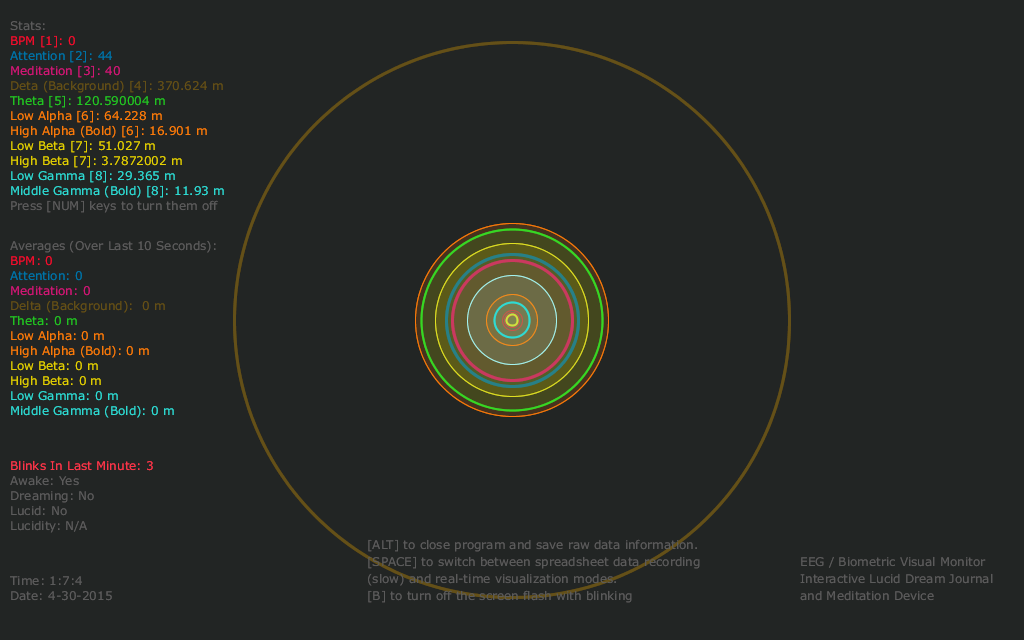 Stats:
BPM [1]: 0
Attention [2]: 44
Meditation [3]: 40
Deta (Background) [4]: 370.624 m
Theta [5]: 120.590004 m
Low Alpha [6]: 64.228 m
High Alpha (Bold) [6]: 16.901 m
Low Beta [7]: 51.027 m
High Beta [7]: 3.7872002 m
Low Gamma [8]: 29.365 m
Middle Gamma (Bold) [8]: 11.93 m
Press [NUM] keys to turn them off
Averages (Over Last 10 Seconds):
BPM: 0
Attention: 0
Meditation: 0
Delta (Background):  0 m
Theta: 0 m
Low Alpha: 0 m
High Alpha (Bold): 0 m
Low Beta: 0 m
High Beta: 0 m
Low Gamma: 0 m
Middle Gamma (Bold): 0 m
Blinks In Last Minute: 3
Awake: Yes
Dreaming: No
Lucid: No
Lucidity: N/A
Time: 1:7:4
Date: 4-30-2015
[ALT] to close program and save raw data information.
[SPACE] to switch between spreadsheet data recording
(slow) and real-time visualization modes.
[B] to turn off the screen flash with blinking
EEG / Biometric Visual Monitor
Interactive Lucid Dream Journal
and Meditation Device